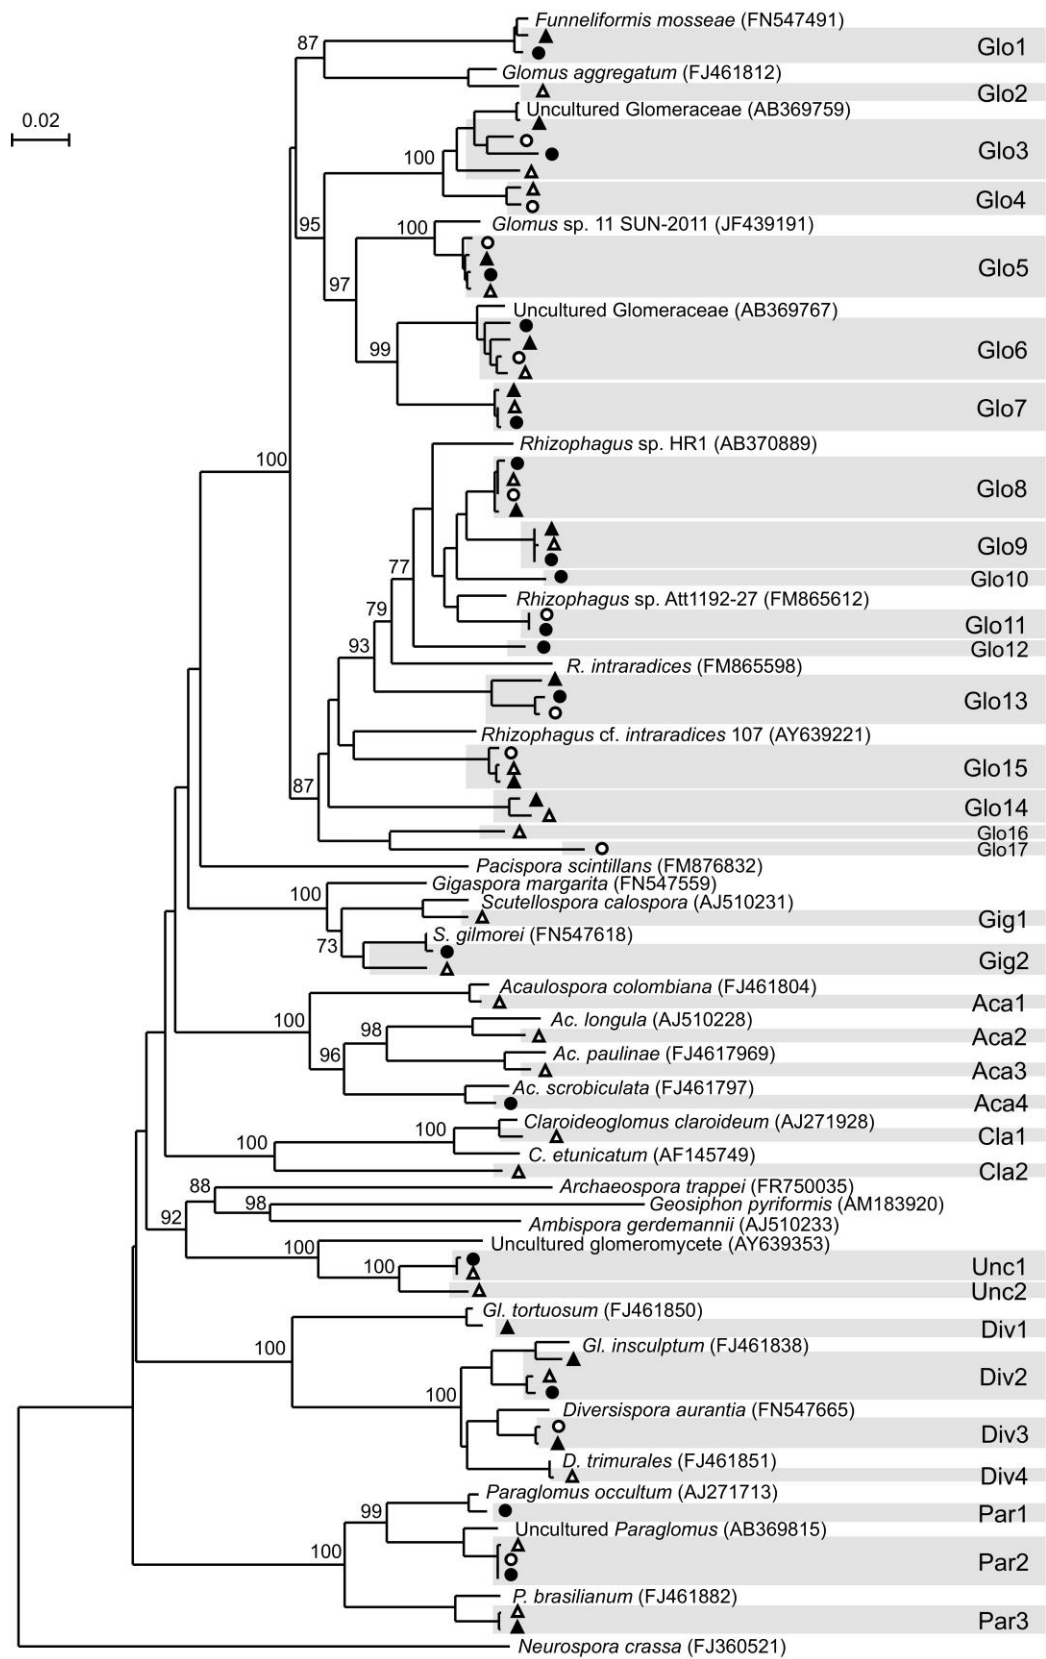 Funneliformis mosseae (FN547491)
87
Glo1
Glomus aggregatum (FJ461812)
Glo2
0.02
Uncultured Glomeraceae (AB369759)
Glo3
100
Glo4
95
Glomus sp. 11 SUN-2011 (JF439191)
100
Glo5
97
Uncultured Glomeraceae (AB369767)
99
Glo6
Glo7
Rhizophagus sp. HR1 (AB370889)
100
Glo8
Glo9
77
Glo10
Rhizophagus sp. Att1192-27 (FM865612)
79
Glo11
93
Glo12
R. intraradices (FM865598)
Glo13
Rhizophagus cf. intraradices 107 (AY639221)
Glo15
87
Glo14
Glo16
Glo17
Pacispora scintillans (FM876832)
Gigaspora margarita (FN547559)
100
Scutellospora calospora (AJ510231)
Gig1
S. gilmorei (FN547618)
73
Gig2
Acaulospora colombiana (FJ461804)
Aca1
100
Ac. longula (AJ510228)
98
Aca2
96
Ac. paulinae (FJ4617969)
Aca3
Ac. scrobiculata (FJ461797)
Aca4
Claroideoglomus claroideum (AJ271928)
100
Cla1
100
C. etunicatum (AF145749)
Cla2
88
Archaeospora trappei (FR750035)
98
Geosiphon pyriformis (AM183920)
92
Ambispora gerdemannii (AJ510233)
Uncultured glomeromycete (AY639353)
100
100
Unc1
Unc2
Gl. tortuosum (FJ461850)
Div1
100
Gl. insculptum (FJ461838)
Div2
100
Diversispora aurantia (FN547665)
Div3
D. trimurales (FJ461851)
Div4
Paraglomus occultum (AJ271713)
99
Par1
Uncultured Paraglomus (AB369815)
100
Par2
P. brasilianum (FJ461882)
Par3
Neurospora crassa (FJ360521)